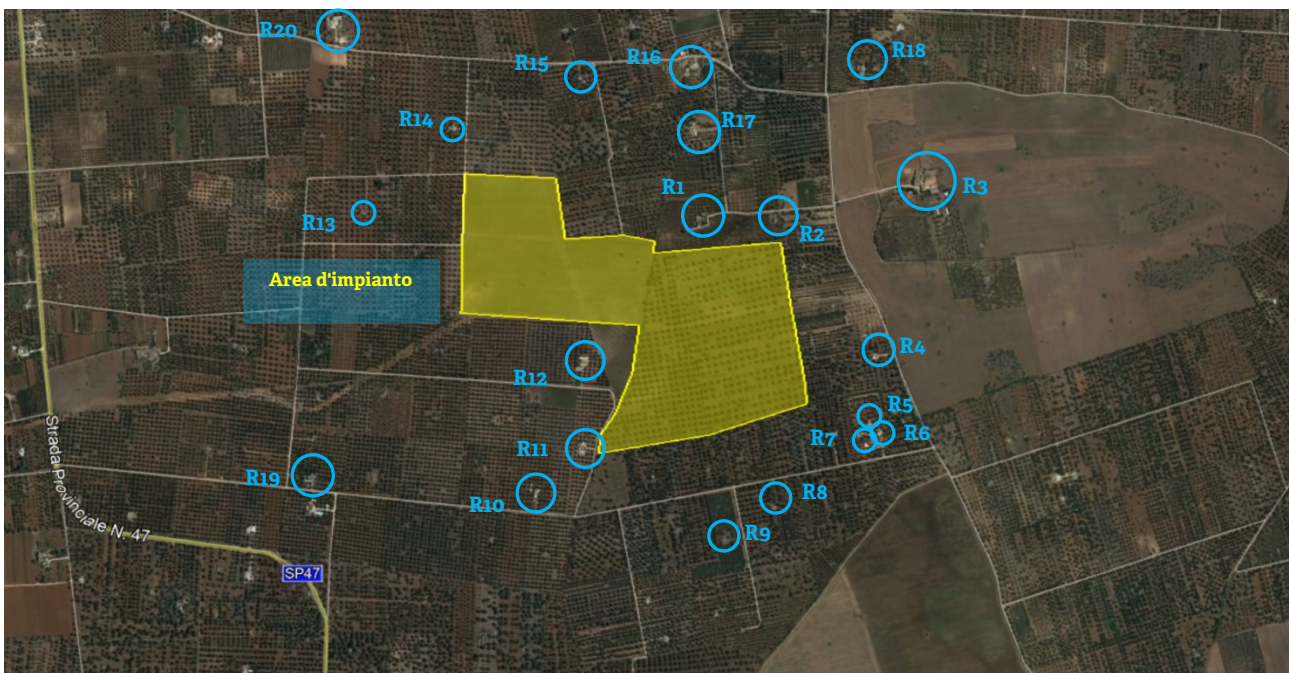 R20
R15
R16
R18
R14
R17
R1
R3
R13
R2
Area d'impianto
R4
R12
R5
R7
R6
R11
R19
R10
R8
R9
Strada Provinciale N. 47
SP47